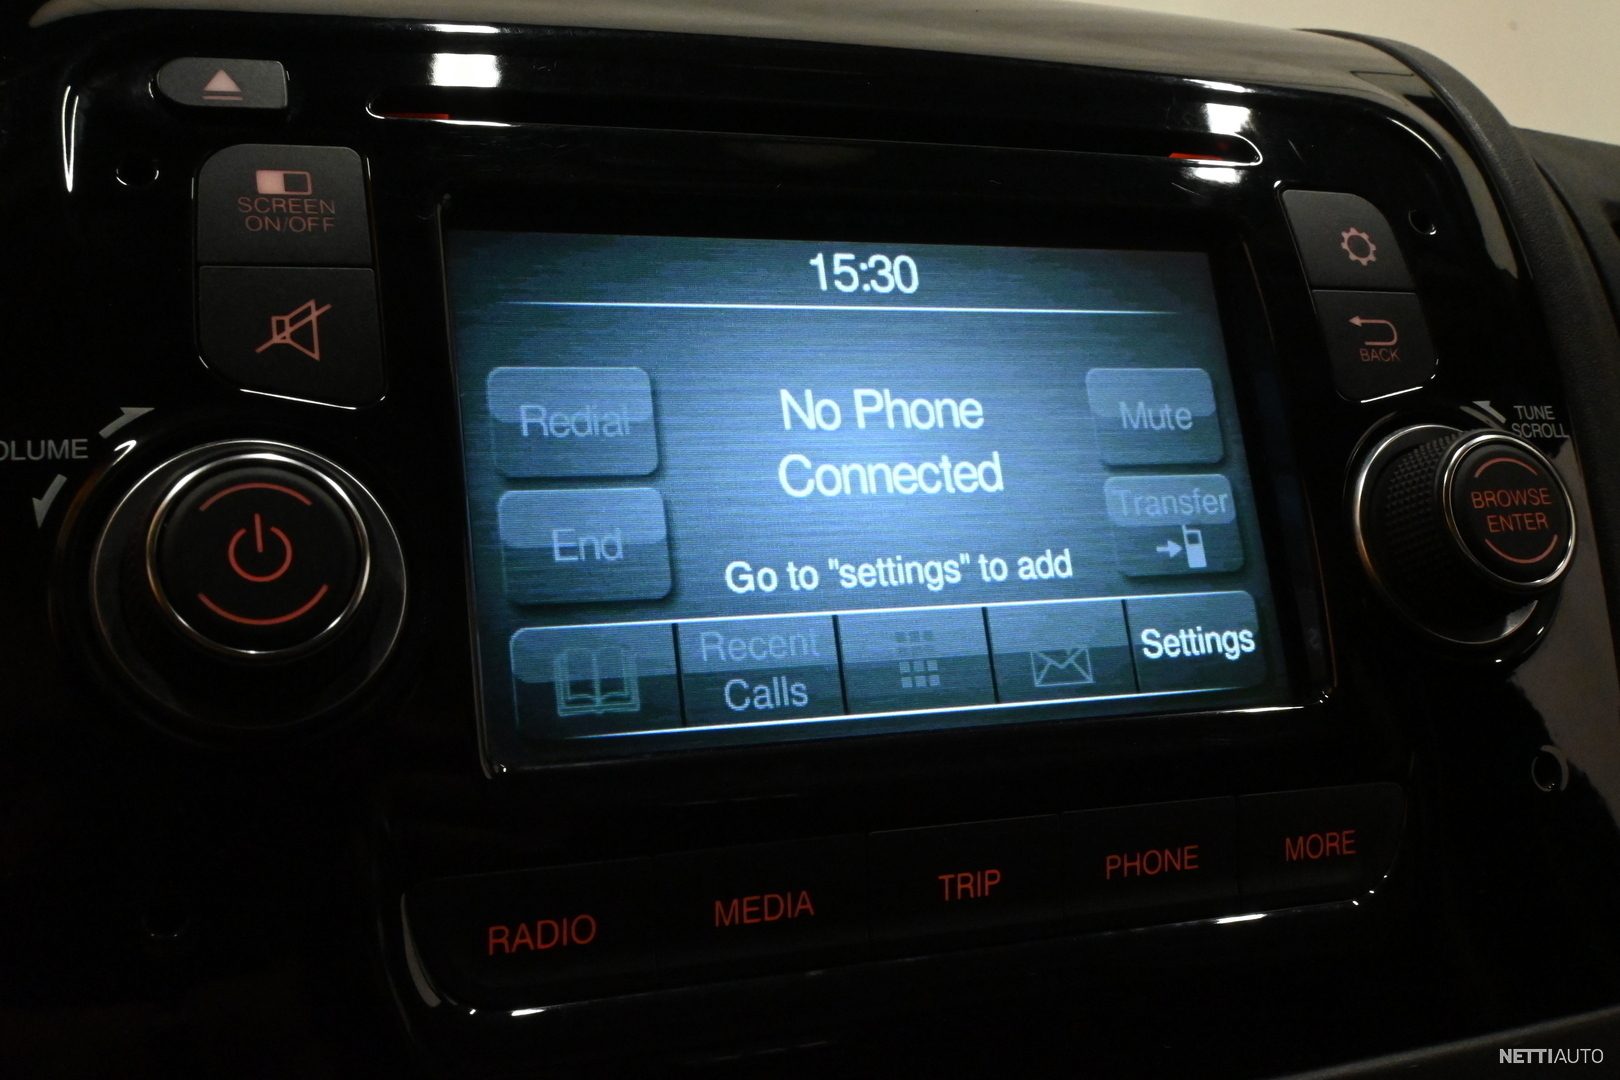 SCREEN
ON/OFF
OLUME
15:30
Redial
No Phone
Connected
Mute
End
Transfer
Go to "settings" to add
Recent
Calls
Settings
BACK
TUNE
SCROLL
BROWSE
ENTER
RADIO
MEDIA
TRIP
PHONE
MORE
NETTIAUTO